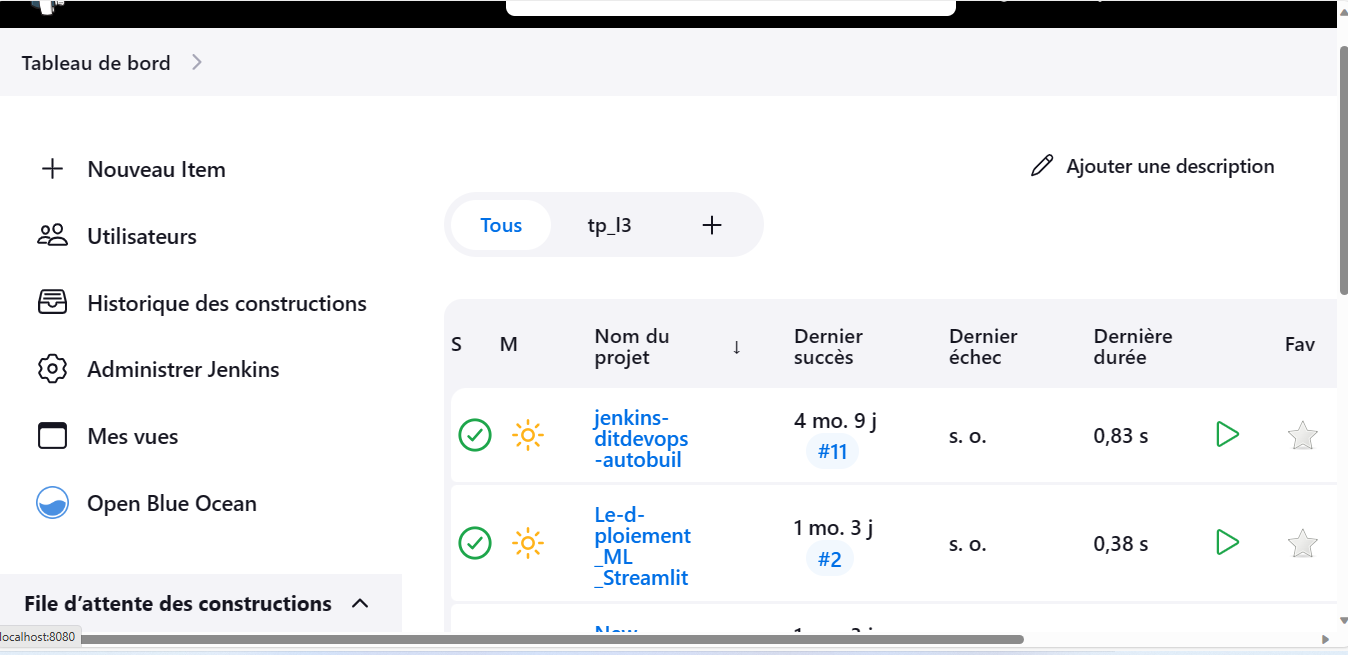 Tableau de bord
Nouveau Item
Utilisateurs
Historique des constructions
Administrer Jenkins
Mes vues
Open Blue Ocean
File d’attente des constructions
localhost:8080
Ajouter une description
Tous tp_l3
S M Nom du projet ↓ Dernier succès Dernier échec Dernière durée Fav
jenkins-
ditdevops
-autobuil
4 mo. 9 j
#11
s. o.
0,83 s
Le-d-
ploiement
_ML
_Streamlit
1 mo. 3 j
#2
s. o.
0,38 s